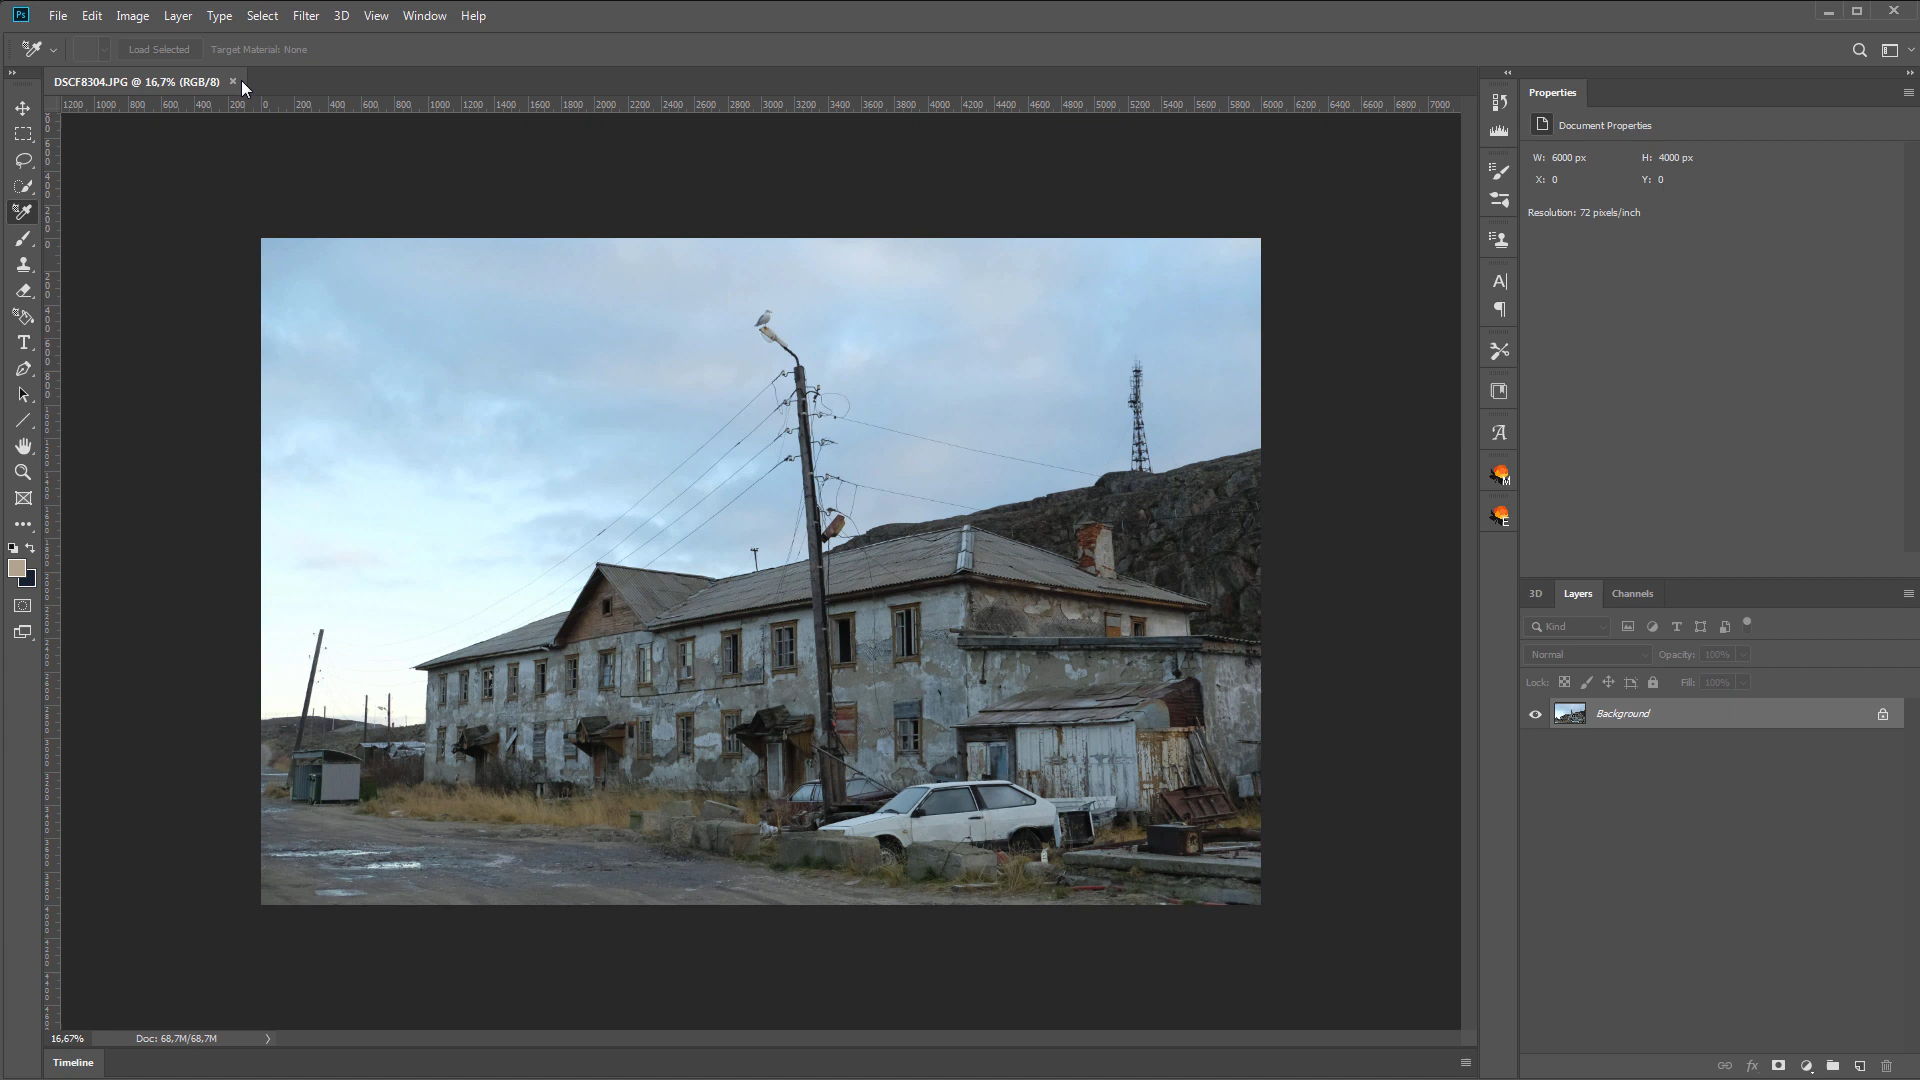 Ps File Edit Image Layer Type Select Filter 3D View Window Help
Load Selected Target Material: None
DSCF8304.JPG @ 16,7% (RGB/8)
1200 1000 800 600 400 200 0 200 400 600 800 1000 1200 1400 1600 1800 2000 2200 2400 2600 2800 3000 3200 3400 3600 3800 4000 4200 4400 4600 4800 5000 5200 5400 5600 5800 6000 6200 6400 6600 6800 7000
Properties
Document Properties
W: 6000 px H: 4000 px
X: 0 Y: 0
Resolution: 72 pixels/inch
M
E
3D Layers Channels
Kind
Normal Opacity: 100%
Lock: Fill: 100%
Background
fx
16,67% Doc: 68,7M/68,7M
Timeline